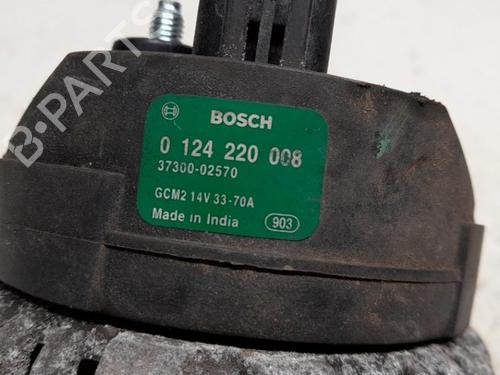 B-PARTS
BOSCH
0 124 220 008
37300-02570
GCM2 14V 33-70A
Made in India 903